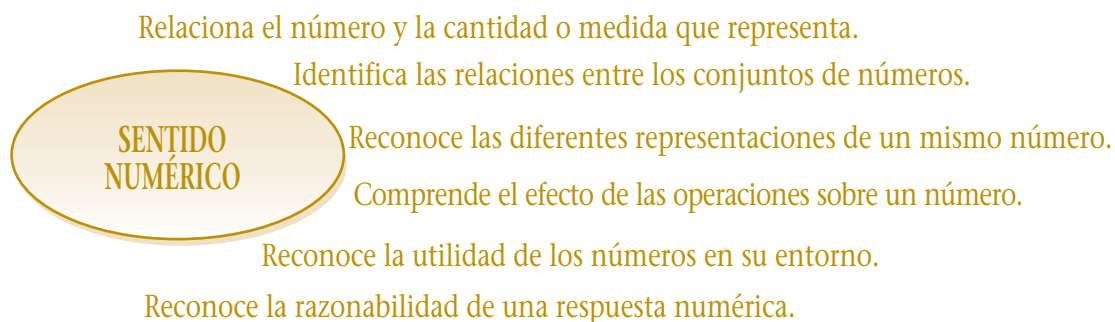 Relaciona el número y la cantidad o medida que representa.
Identifica las relaciones entre los conjuntos de números.
SENTIDO
NUMÉRICO
Reconoce las diferentes representaciones de un mismo número.
Comprende el efecto de las operaciones sobre un número.
Reconoce la utilidad de los números en su entorno.
Reconoce la razonabilidad de una respuesta numérica.